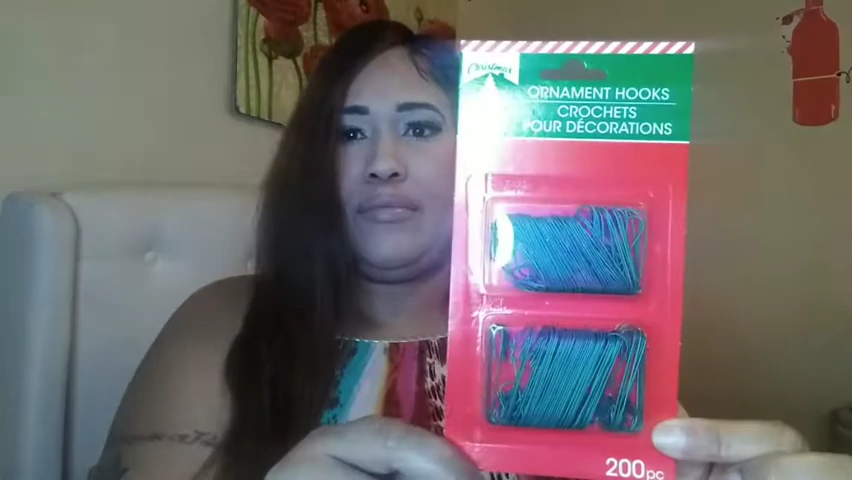 Christmas
ORNAMENT HOOKS
CROCHETS
POUR DÉCORATIONS
200pc